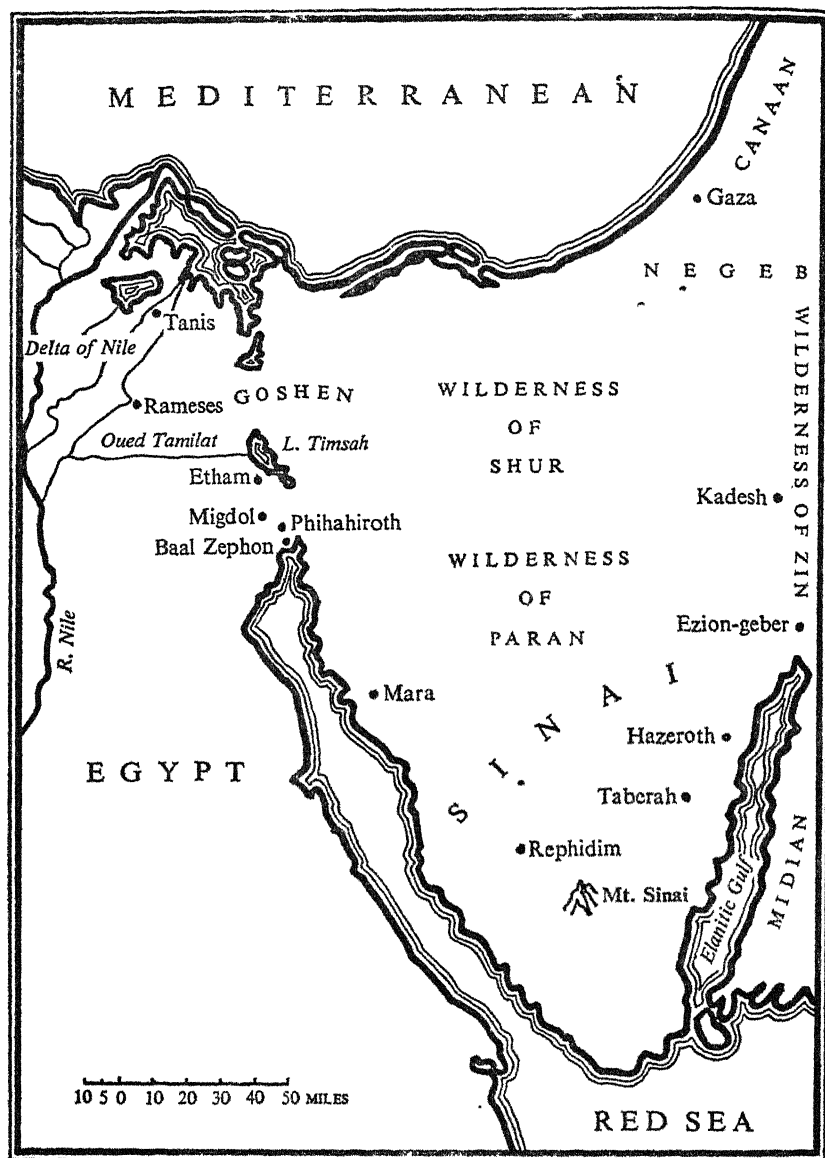 MEDITERRANEAN
CANAAN
Gaza
NEGEB
Tanis
Delta of Nile
WILDERNESS OF ZIN
GOSHEN
WILDERNESS
OF
SHUR
Rameses
Oued Tamilat
L. Timsah
Etham
Kadesh
Migdol
Phihahiroth
Baal Zephon
WILDERNESS
OF
PARAN
R. Nile
Ezion-geber
SINAI
Mara
Hazeroth
EGYPT
Taberah
Rephidim
MIDIAN
Mt. Sinai
Elanitic Gulf
10 5 0 10 20 30 40 50 MILES
RED SEA